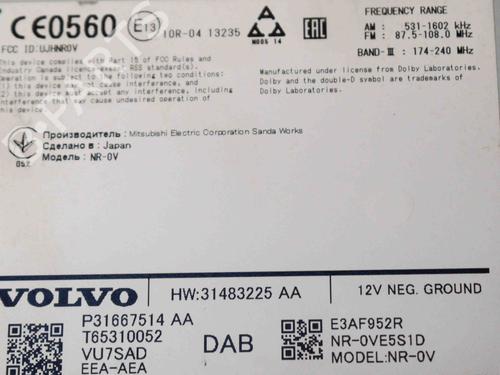 CE0560 E13 10R-04 13235
M005 14
EAC
FCC ID:UJHNR0V
This device complies with Part 15 of FCC Rules and
Industry Canada licence-exempt RSS standard(s).
Operation is subject to the following two conditions:
(1) this device may not cause interference, and
(2) this device must accept any interference, including
interference that may cause undesired operation of
this device.
FREQUENCY RANGE
AM : 531-1602 kHz
FM : 87.5-108.0 MHz
BAND-III : 174-240 MHz
Manufactured under license from Dolby Laboratories.
Dolby and the double-D symbol are trademarks of
Dolby Laboratories.
Производитель: Mitsubishi Electric Corporation Sanda Works
Сделано в: Japan
Модель: NR-0V
VOLVO
HW:31483225 AA
12V NEG. GROUND
P31667514 AA
T65310052
VU7SAD
EEA-AEA
DAB
E3AF952R
NR-0VE5S1D
MODEL:NR-0V